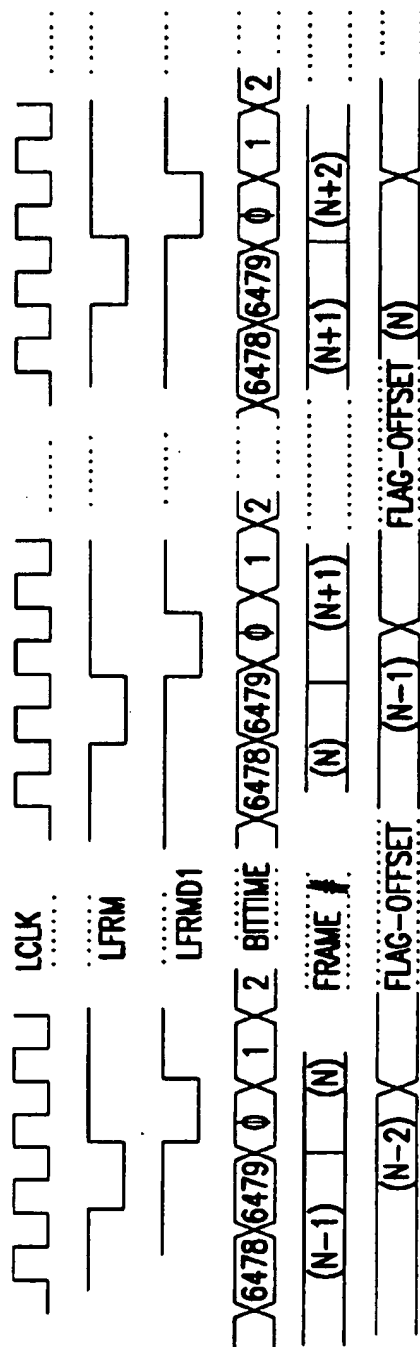 LCLK
LFRM
LFRMD1
6478 6479 0 1 2 BITTIME 6478 6479 0 1 2 6478 6479 0 1 2
(N-1) (N) FRAME # (N) (N+1) (N+1) (N+2)
(N-2) FLAG-OFFSET (N-1) FLAG-OFFSET (N)